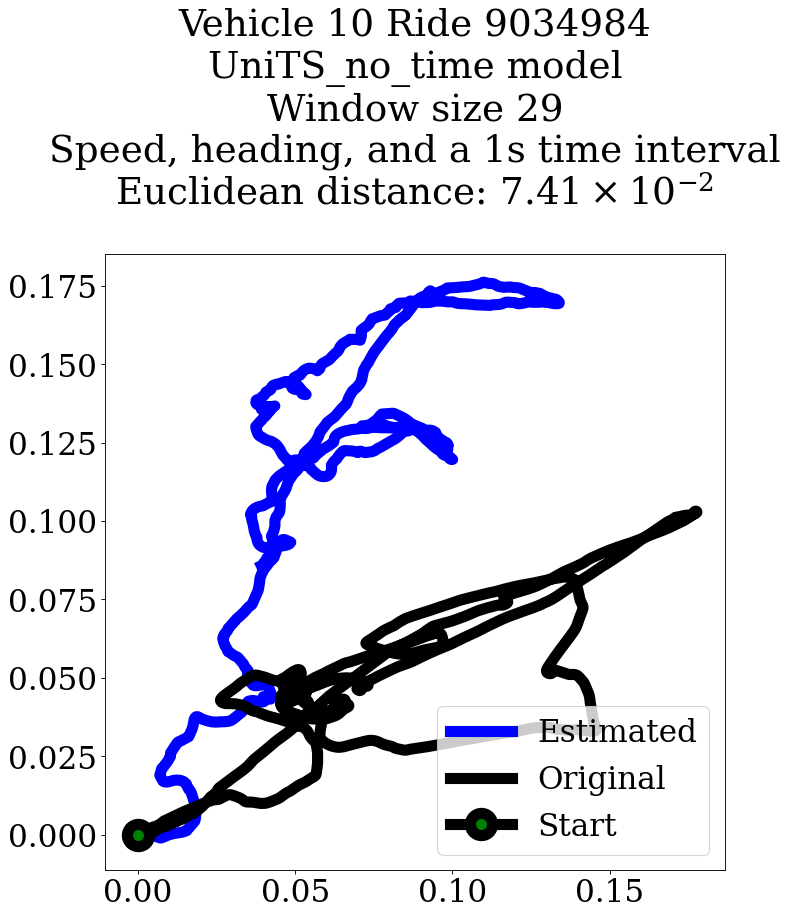 Vehicle 10 Ride 9034984
UniTS_no_time model
Window size 29
Speed, heading, and a 1s time interval
Euclidean distance: 7.41 × 10⁻²
0.175
0.150
0.125
0.100
0.075
0.050
0.025
0.000
Estimated
Original
Start
0.00 0.05 0.10 0.15